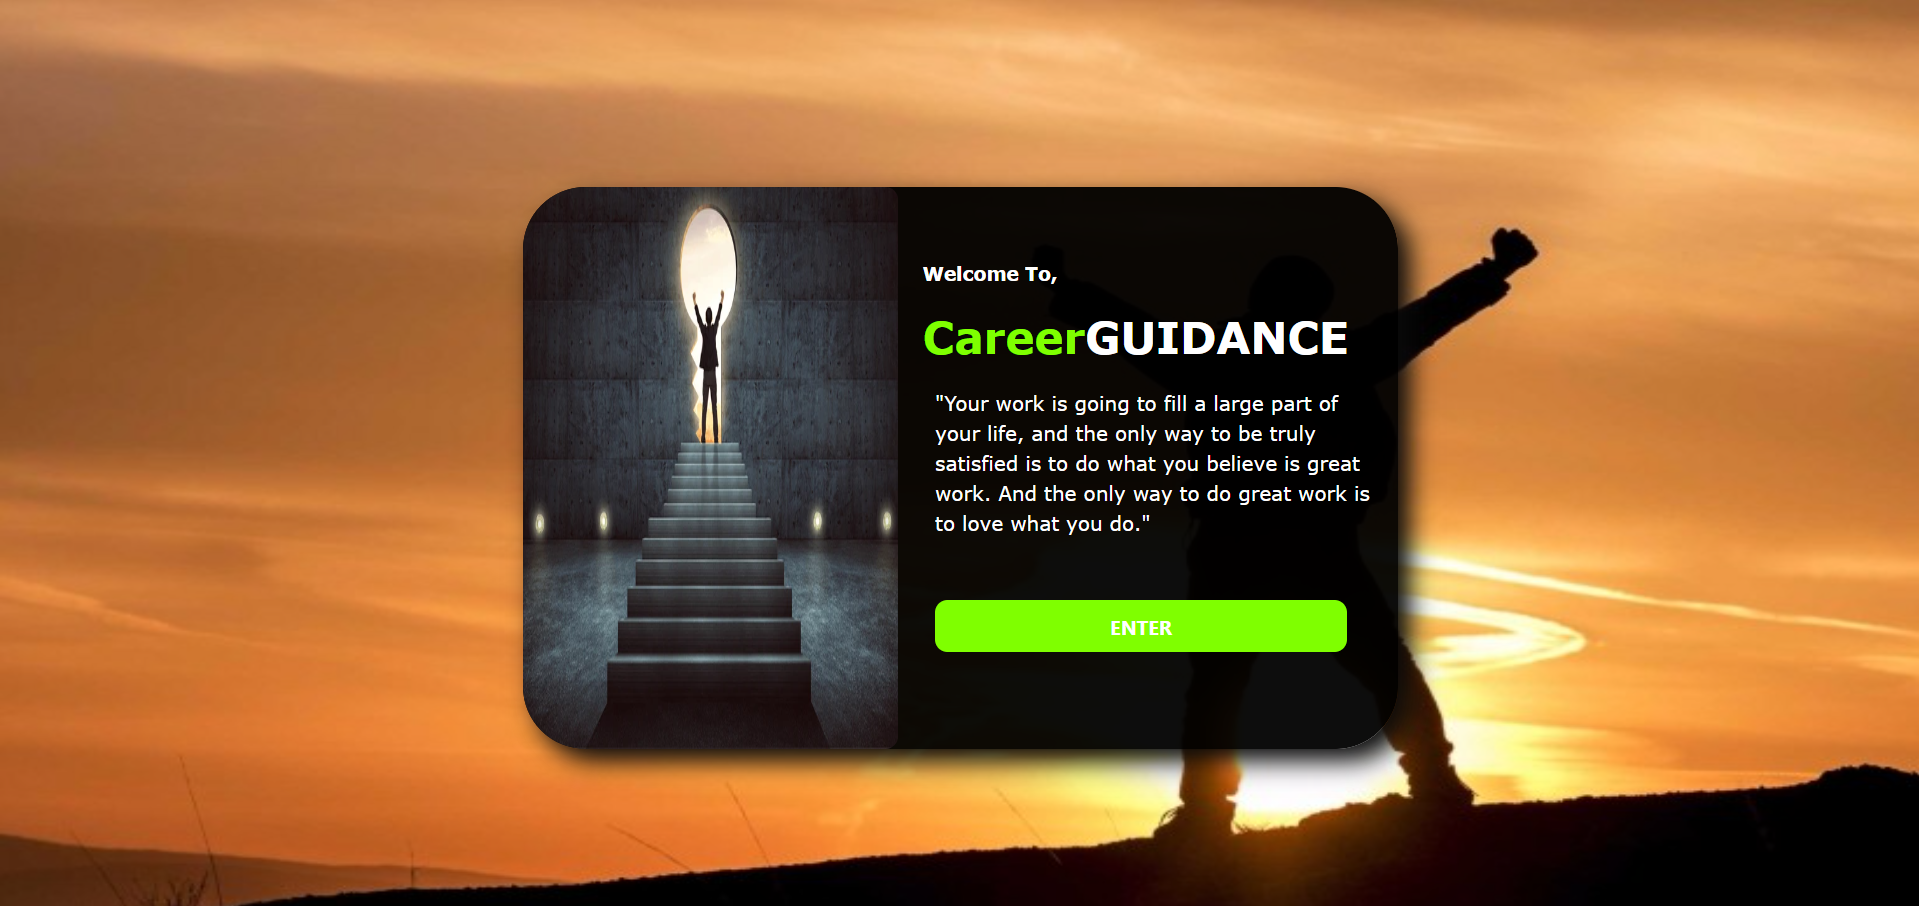 Welcome To,
CareerGUIDANCE
"Your work is going to fill a large part of
your life, and the only way to be truly
satisfied is to do what you believe is great
work. And the only way to do great work is
to love what you do."
ENTER